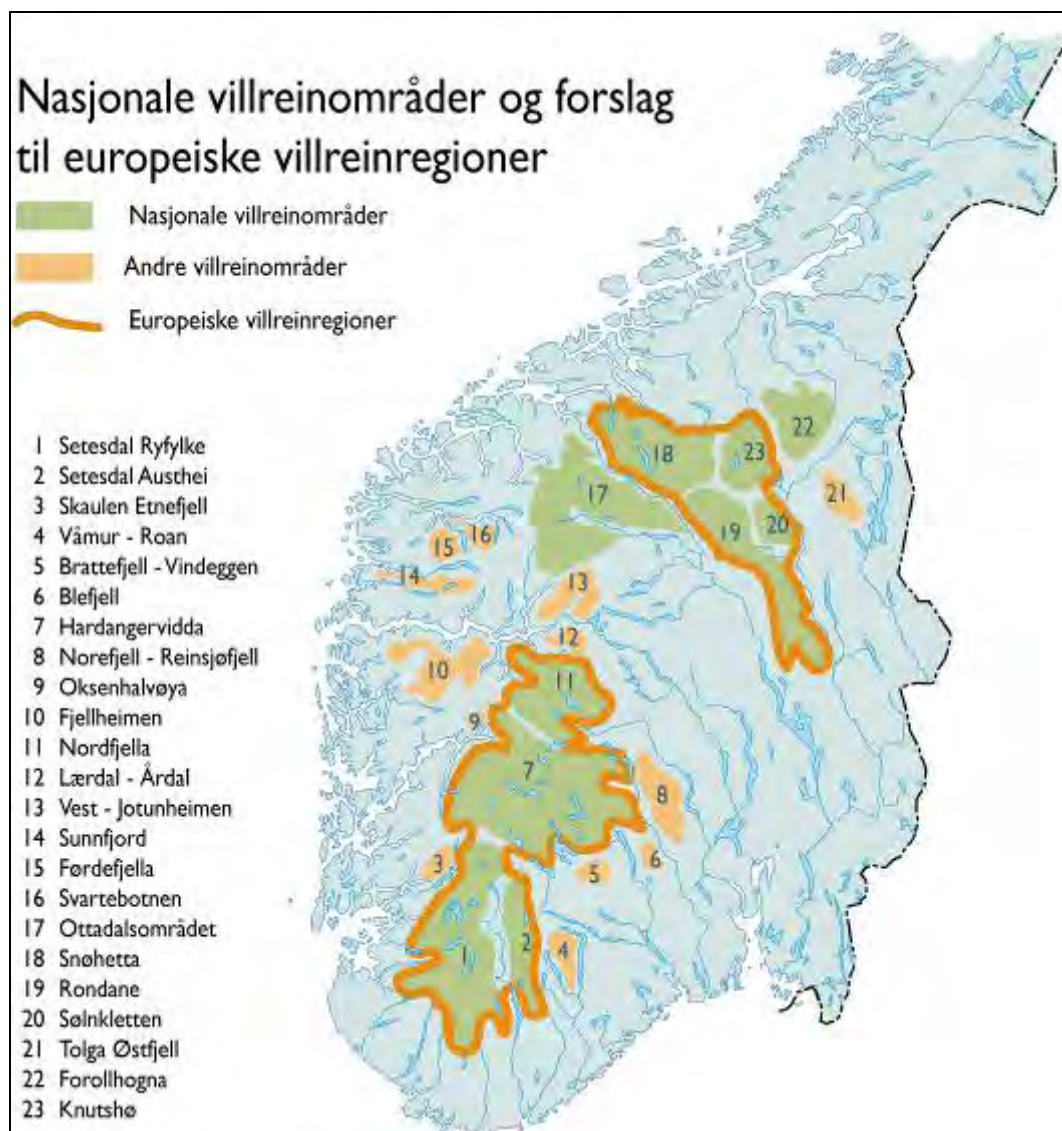 Nasjonale villreinområder og forslag
til europeiske villreinregioner
Nasjonale villreinområder
Andre villreinområder
Europeiske villreinregioner
1 Setesdal Ryfylke
2 Setesdal Austhei
3 Skaulen Etnefjell
4 Våmur - Roan
5 Brattefjell - Vindeggen
6 Blefjell
7 Hardangervidda
8 Norefjell - Reinsjøfjell
9 Oksenhalvøya
10 Fjellheimen
11 Nordfjella
12 Lærdal - Årdal
13 Vest - Jotunheimen
14 Sunnfjord
15 Førdefjella
16 Svartebotnen
17 Ottadalsområdet
18 Snøhetta
19 Rondane
20 Sølnkletten
21 Tolga Østfjell
22 Forollhogna
23 Knutshø
22
18
23
21
17
19
20
16
15
14
13
12
10
11
9
7
8
6
5
3
2
4
1